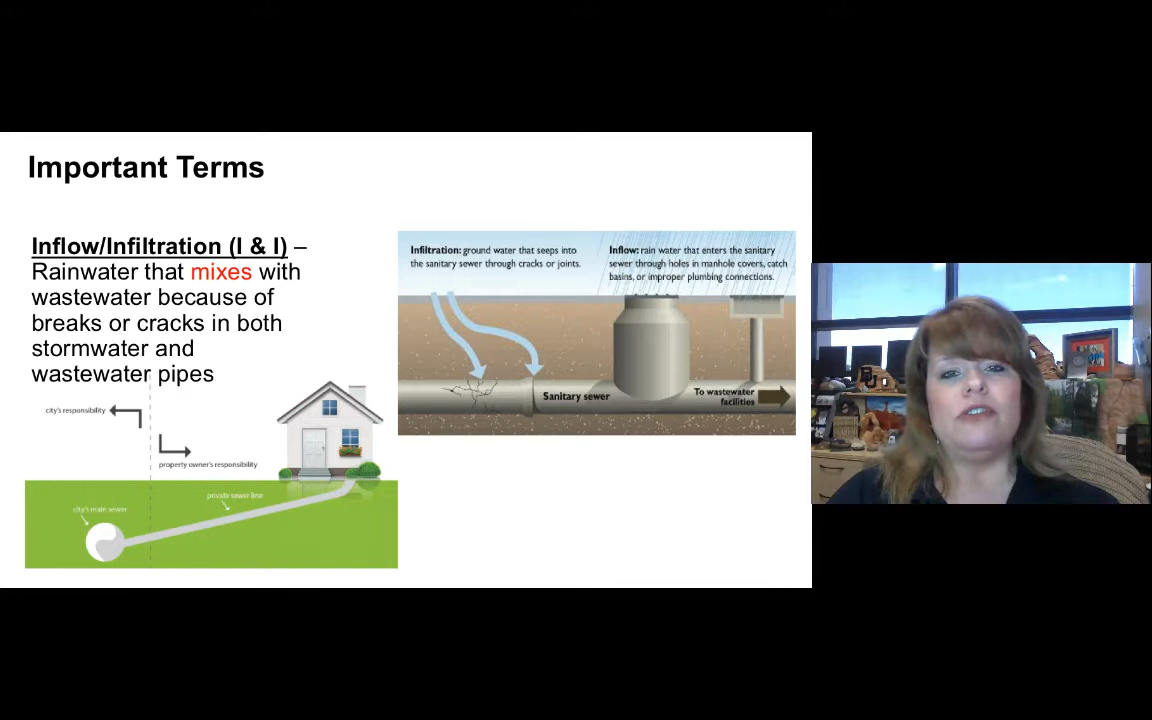 Important Terms
Inflow/Infiltration (I & I) –
Rainwater that mixes with
wastewater because of
breaks or cracks in both
stormwater and
wastewater pipes
Infiltration: ground water that seeps into
the sanitary sewer through cracks or joints.
Inflow: rain water that enters the sanitary
sewer through holes in manhole covers, catch
basins, or improper plumbing connections.
Sanitary sewer
To wastewater
facilities
city's responsibility
property owner's responsibility
private sewer line
city's main sewer
BU